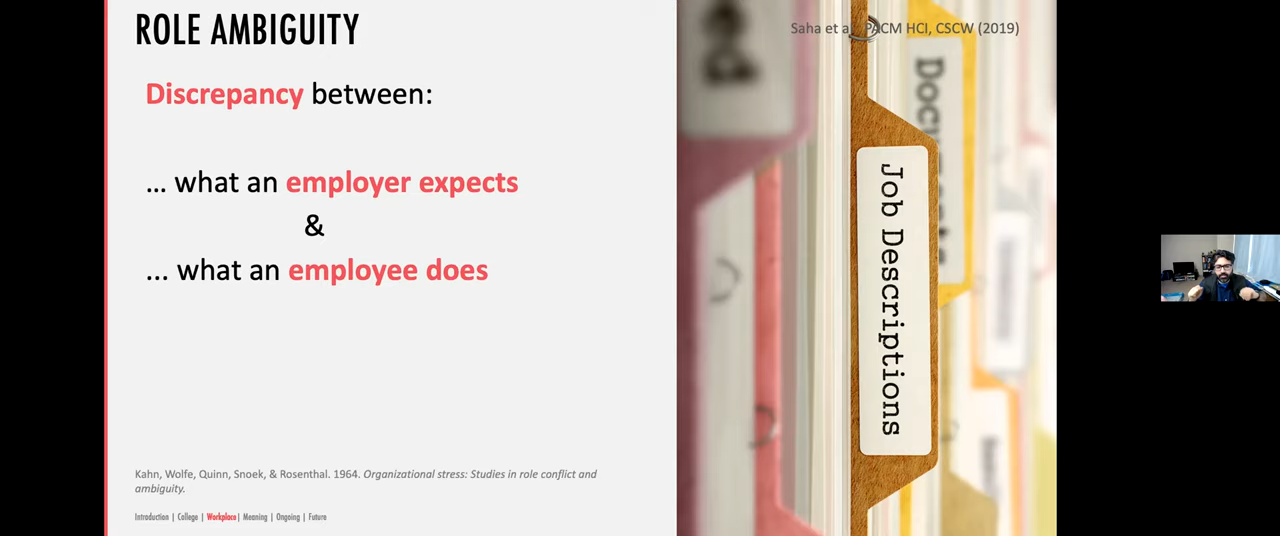 ROLE AMBIGUITY
Saha et al. PACM HCI, CSCW (2019)
Discrepancy between:
... what an employer expects
&
... what an employee does
Job Descriptions
Kahn, Wolfe, Quinn, Snoek, & Rosenthal. 1964. Organizational stress: Studies in role conflict and
ambiguity.
Introduction | College | Workplace | Meaning | Ongoing | Future